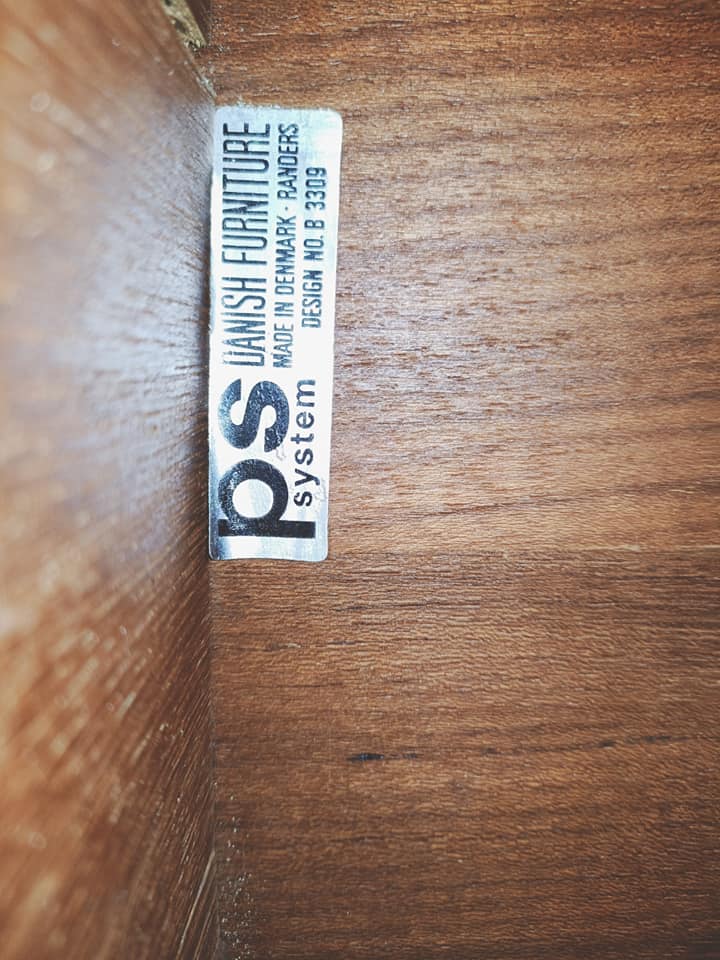 ps
system
DANISH FURNITURE
MADE IN DENMARK · RANDERS
DESIGN NO. B 3309